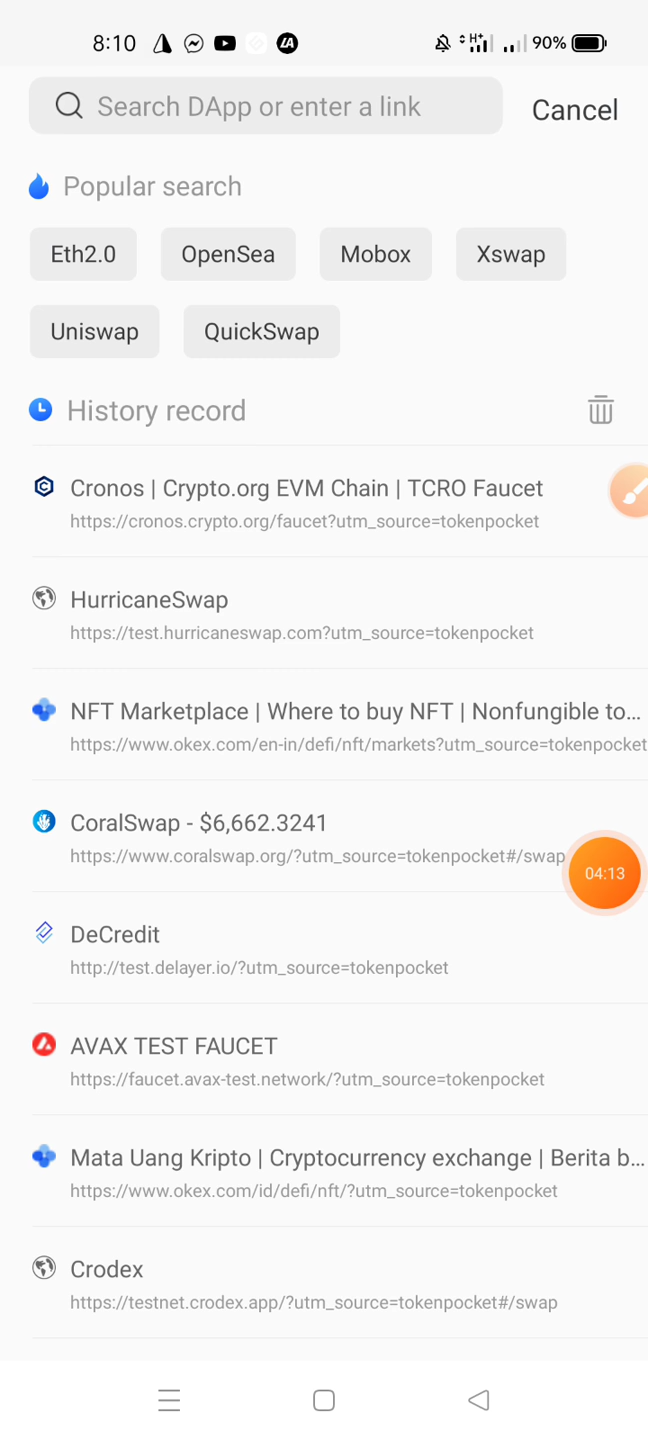 8:10
H+
90%
Search DApp or enter a link
Cancel
Popular search
Eth2.0
OpenSea
Mobox
Xswap
Uniswap
QuickSwap
History record
Cronos | Crypto.org EVM Chain | TCRO Faucet
https://cronos.crypto.org/faucet?utm_source=tokenpocket
HurricaneSwap
https://test.hurricaneswap.com?utm_source=tokenpocket
NFT Marketplace | Where to buy NFT | Nonfungible to...
https://www.okex.com/en-in/defi/nft/markets?utm_source=tokenpocket
CoralSwap - $6,662.3241
https://www.coralswap.org/?utm_source=tokenpocket#/swap
04:13
DeCredit
http://test.delayer.io/?utm_source=tokenpocket
AVAX TEST FAUCET
https://faucet.avax-test.network/?utm_source=tokenpocket
Mata Uang Kripto | Cryptocurrency exchange | Berita b...
https://www.okex.com/id/defi/nft/?utm_source=tokenpocket
Crodex
https://testnet.crodex.app/?utm_source=tokenpocket#/swap